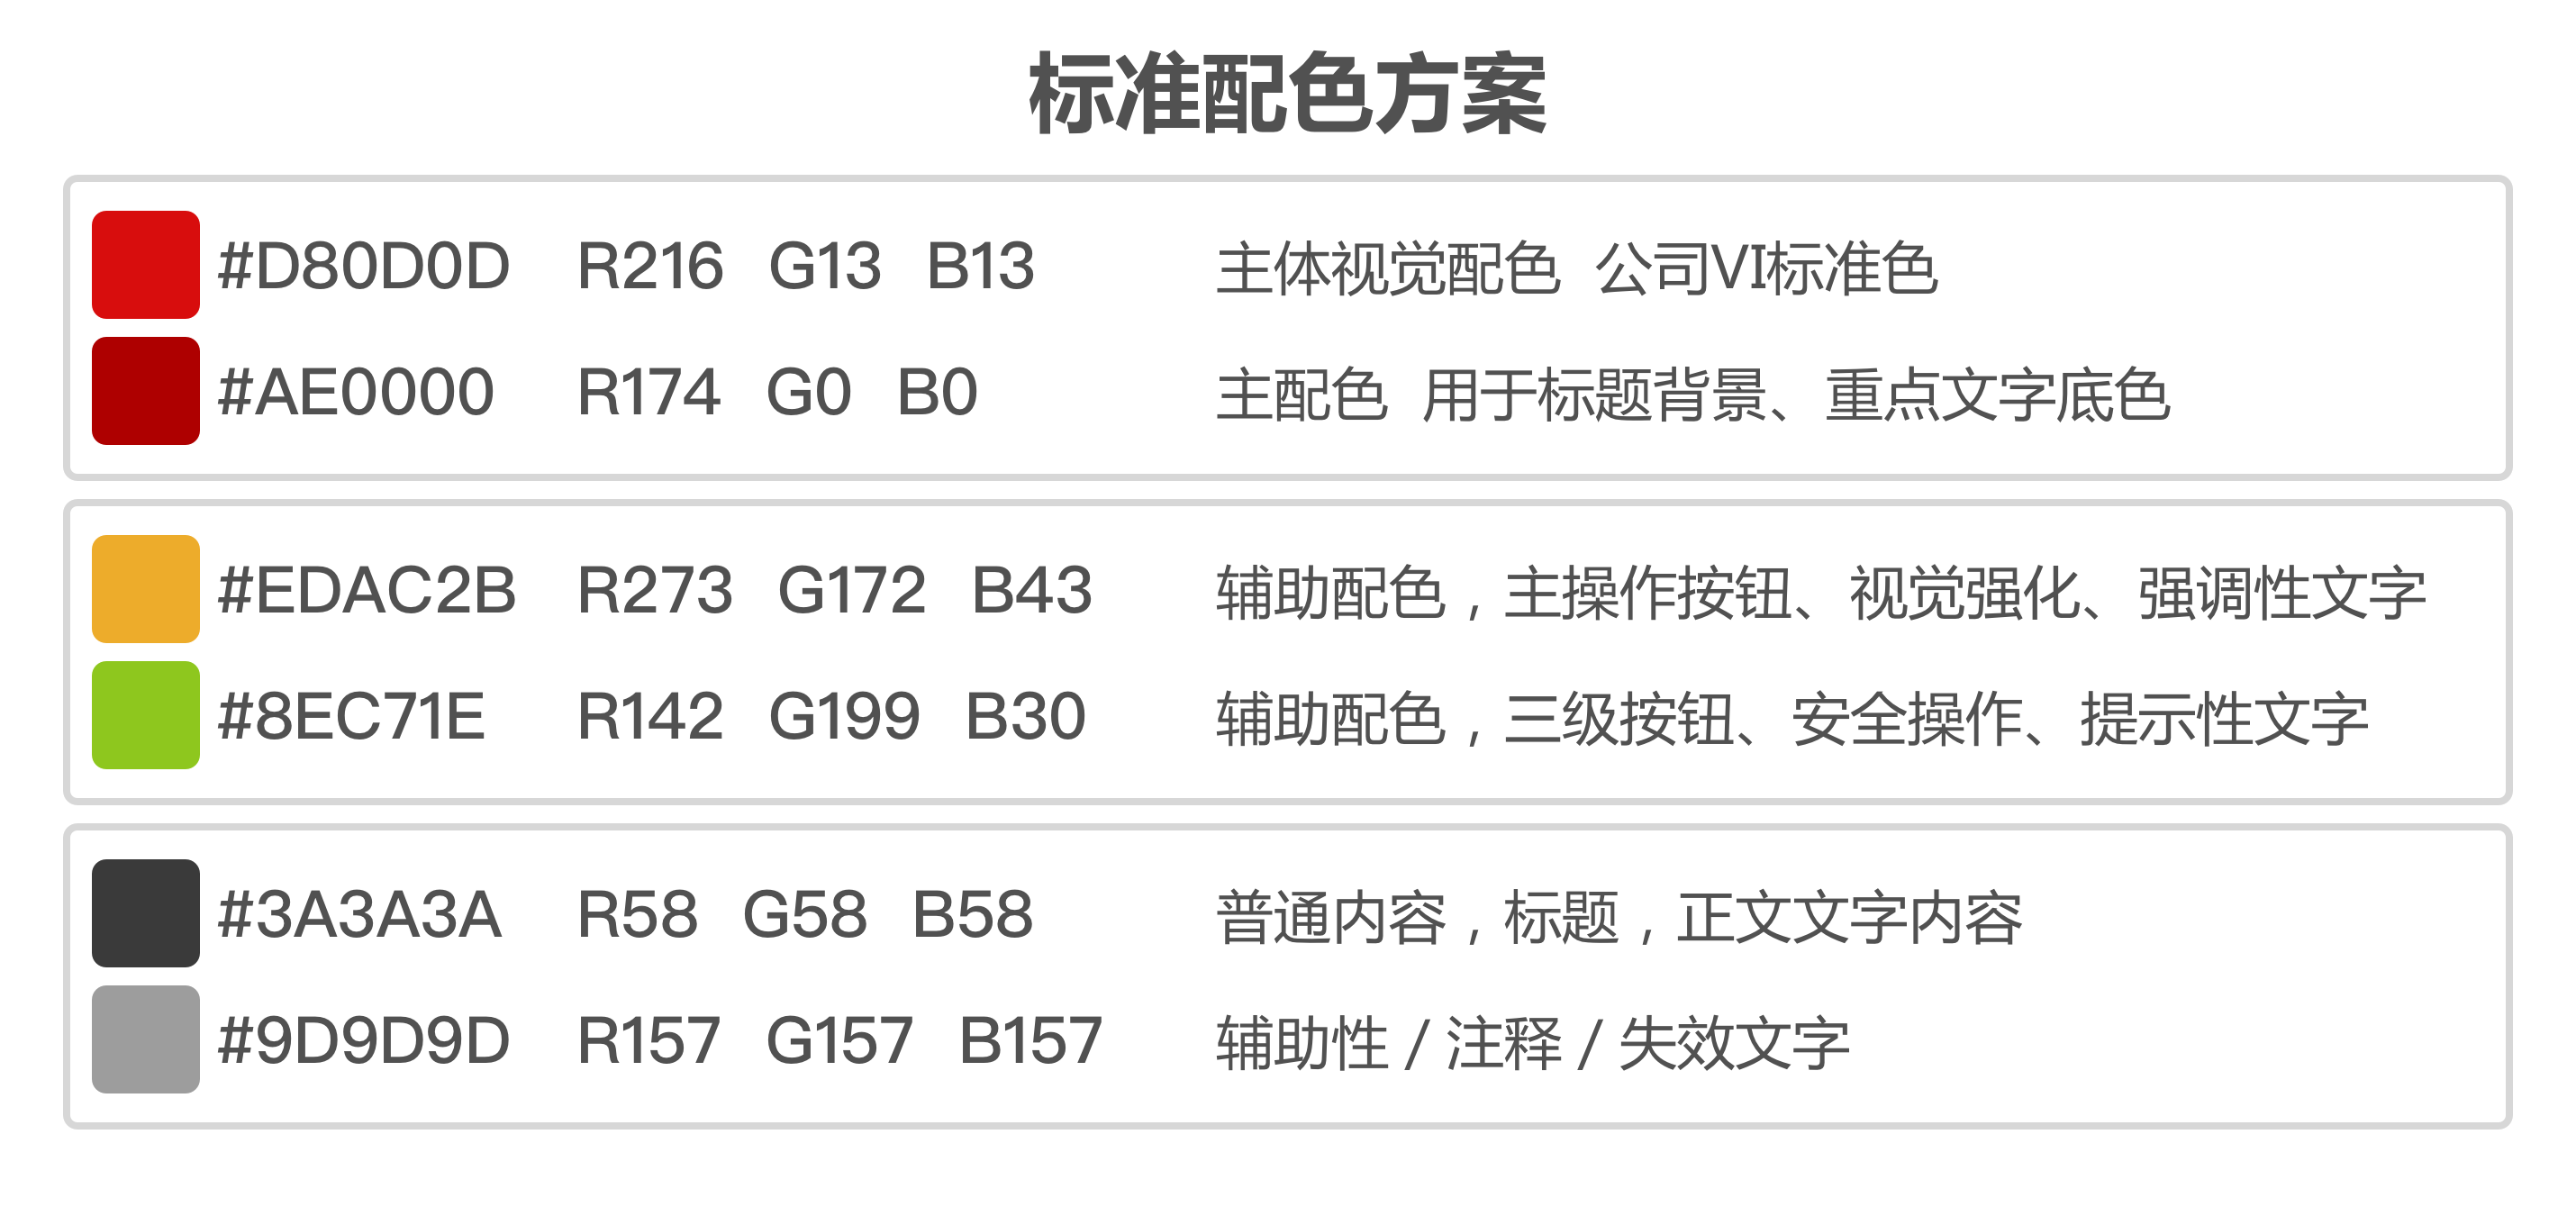 标准配色方案
#D80D0D R216 G13 B13 主体视觉配色 公司VI标准色
#AE0000 R174 G0 B0 主配色 用于标题背景、重点文字底色
#EDAC2B R273 G172 B43 辅助配色，主操作按钮、视觉强化、强调性文字
#8EC71E R142 G199 B30 辅助配色，三级按钮、安全操作、提示性文字
#3A3A3A R58 G58 B58 普通内容，标题，正文文字内容
#9D9D9D R157 G157 B157 辅助性 / 注释 / 失效文字